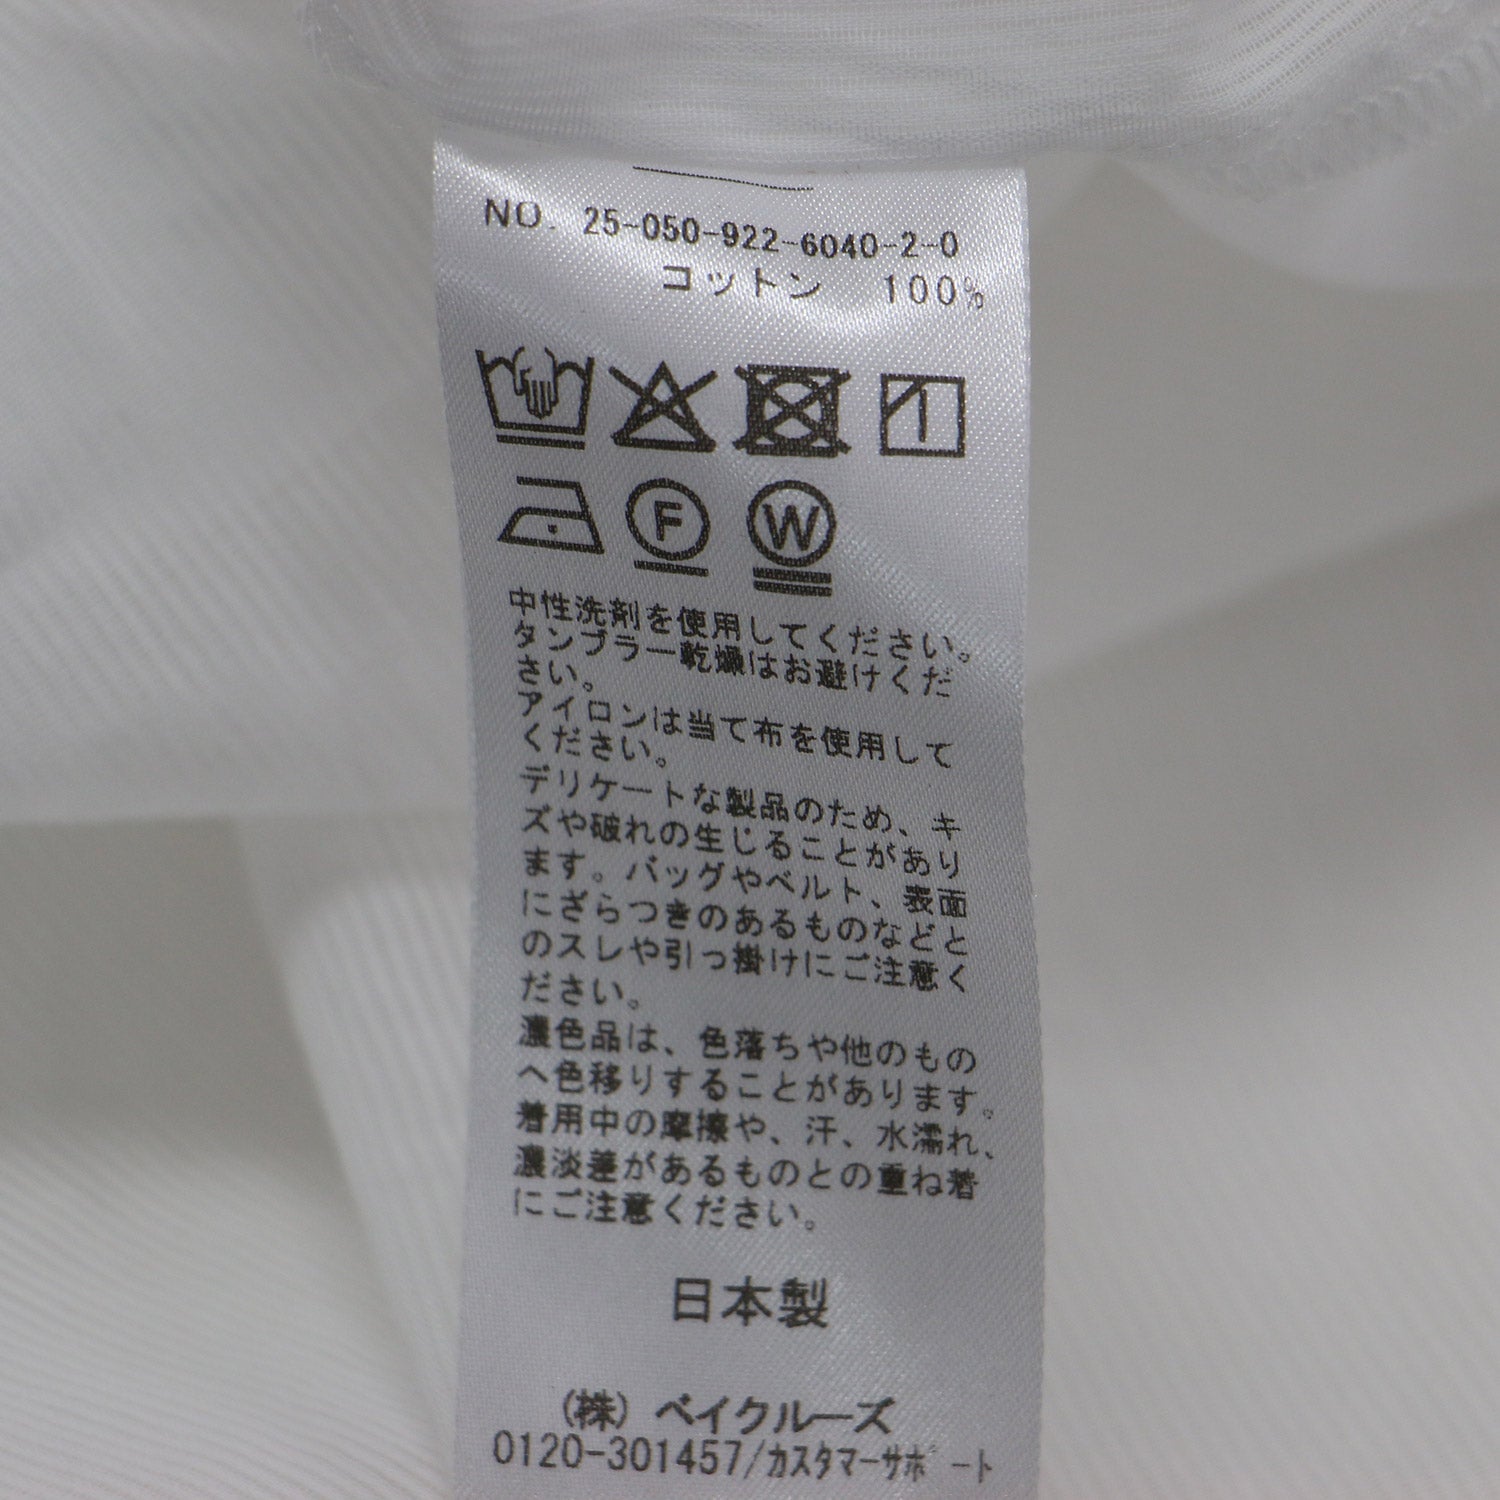 NO. 25-050-922-6040-2-0
コットン 100%
F W
中性洗剤を使用してください。
タンブラー乾燥はお避けくだ
さい。
アイロンは当て布を使用して
ください。
デリケートな製品のため、キ
ズや破れの生じることがあり
ます。バッグやベルト、表面
にざらつきのあるものなどと
のスレや引っ掛けにご注意く
ださい。
濃色品は、色落ちや他のもの
へ色移りすることがあります。
着用中の摩擦や、汗、水濡れ、
濃淡差があるものとの重ね着
にご注意ください。
日本製
(株) ベイクルーズ
0120-301457/カスタマーサポート